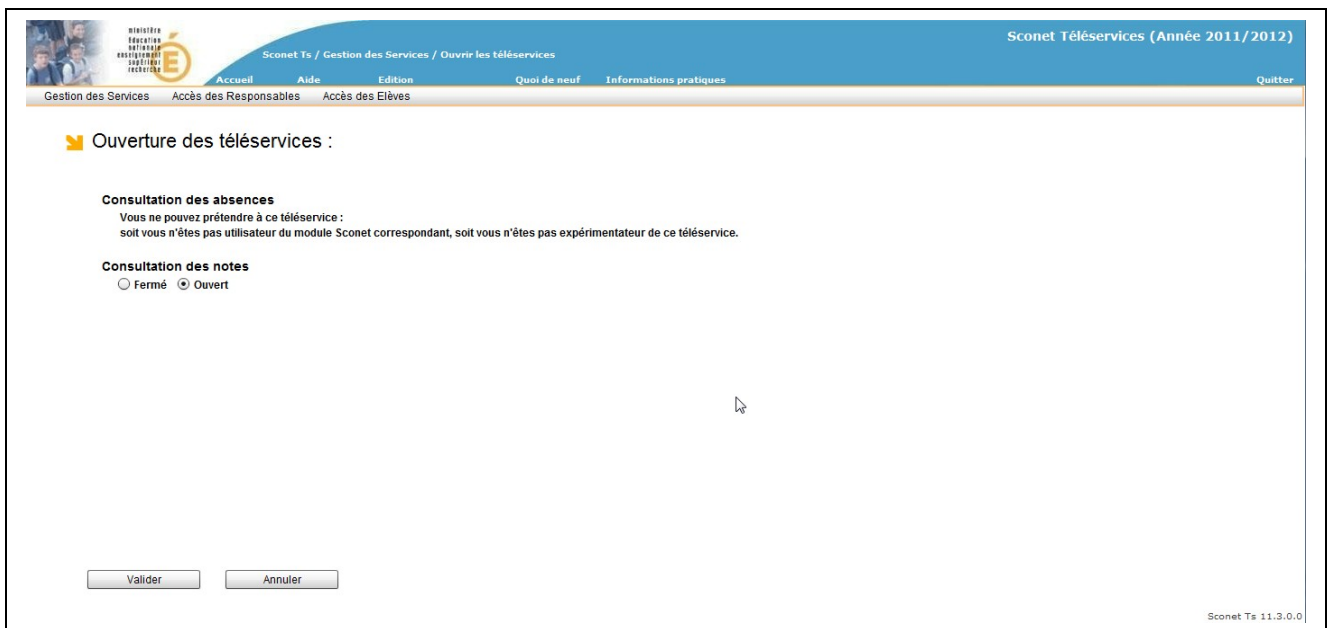 ministère
éducation
nationale
enseignement
supérieur
recherche
Sconet Ts / Gestion des Services / Ouvrir les téléservices
Sconet Téléservices (Année 2011/2012)
Accueil Aide Edition Quoi de neuf Informations pratiques Quitter
Gestion des Services Accès des Responsables Accès des Elèves
Ouverture des téléservices :
Consultation des absences
Vous ne pouvez prétendre à ce téléservice :
soit vous n'êtes pas utilisateur du module Sconet correspondant, soit vous n'êtes pas expérimentateur de ce téléservice.
Consultation des notes
Fermé Ouvert
Valider Annuler
Sconet Ts 11.3.0.0